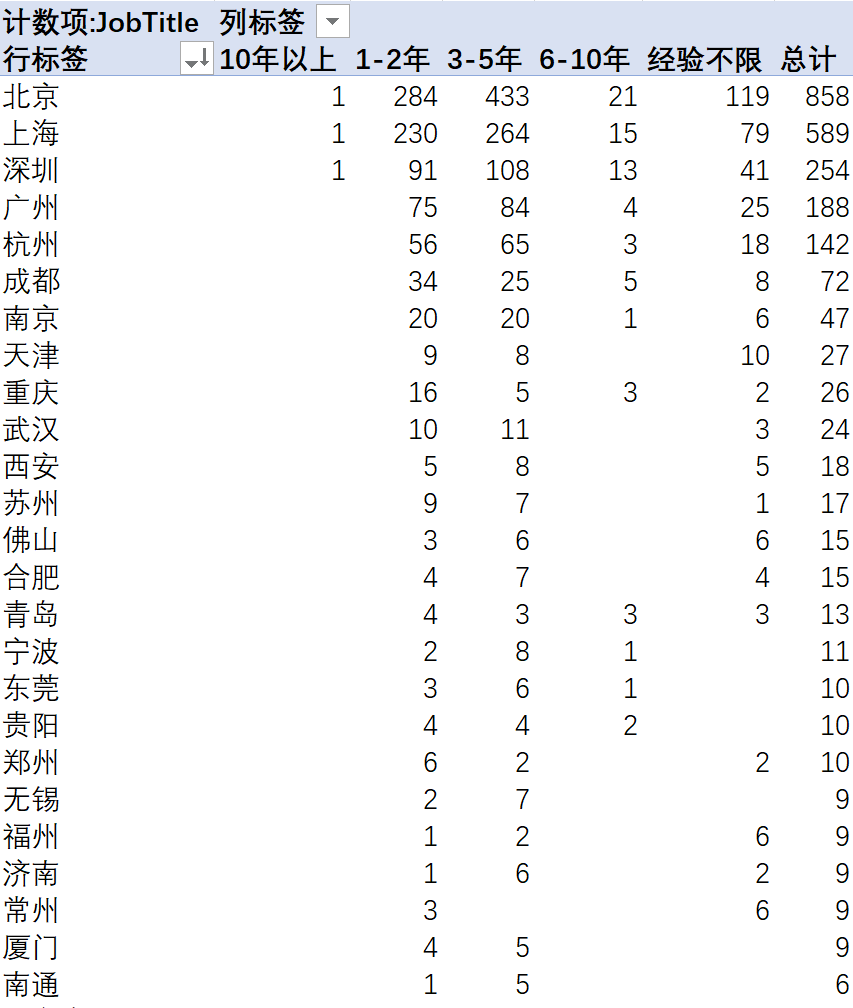 计数项:JobTitle 列标签
行标签 10年以上 1-2年 3-5年 6-10年 经验不限 总计
北京 1 284 433 21 119 858
上海 1 230 264 15 79 589
深圳 1 91 108 13 41 254
广州 75 84 4 25 188
杭州 56 65 3 18 142
成都 34 25 5 8 72
南京 20 20 1 6 47
天津 9 8 10 27
重庆 16 5 3 2 26
武汉 10 11 3 24
西安 5 8 5 18
苏州 9 7 1 17
佛山 3 6 6 15
合肥 4 7 4 15
青岛 4 3 3 3 13
宁波 2 8 1 11
东莞 3 6 1 10
贵阳 4 4 2 10
郑州 6 2 2 10
无锡 2 7 9
福州 1 2 6 9
济南 1 6 2 9
常州 3 6 9
厦门 4 5 9
南通 1 5 6